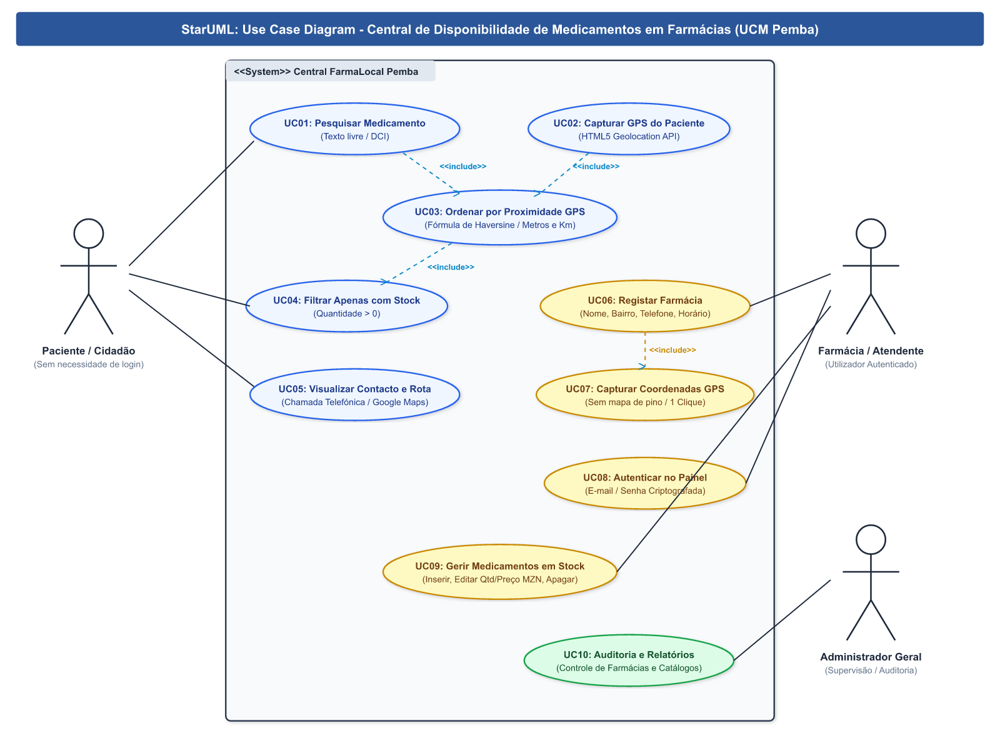 StarUML: Use Case Diagram - Central de Disponibilidade de Medicamentos em Farmácias (UCM Pemba)
<<System>> Central FarmaLocal Pemba
UC01: Pesquisar Medicamento
(Texto livre / DCI)
UC02: Capturar GPS do Paciente
(HTML5 Geolocation API)
<<include>>
<<include>>
UC03: Ordenar por Proximidade GPS
(Fórmula de Haversine / Metros e Km)
<<include>>
UC04: Filtrar Apenas com Stock
(Quantidade > 0)
UC06: Registar Farmácia
(Nome, Bairro, Telefone, Horário)
Paciente / Cidadão
(Sem necessidade de login)
<<include>>
Farmácia / Atendente
(Utilizador Autenticado)
UC05: Visualizar Contacto e Rota
(Chamada Telefónica / Google Maps)
UC07: Capturar Coordenadas GPS
(Sem mapa de pino / 1 Clique)
UC08: Autenticar no Painel
(E-mail / Senha Criptografada)
UC09: Gerir Medicamentos em Stock
(Inserir, Editar Qtd/Preço MZN, Apagar)
UC10: Auditoria e Relatórios
(Controle de Farmácias e Catálogos)
Administrador Geral
(Supervisão / Auditoria)